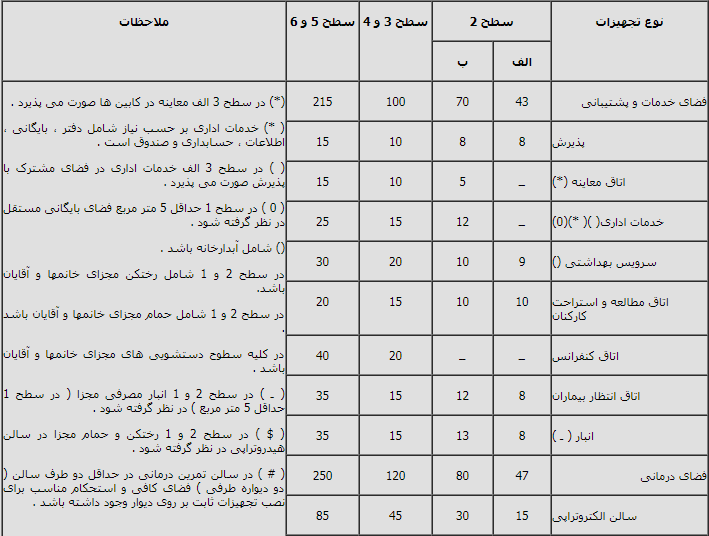 نوع تجهیزات	سطح 2	سطح 3 و 4	سطح 5 و 6	ملاحظات
الف	ب
فضای خدمات و پشتیبانی	43	70	100	215
پذیرش	8	8	10	15
اتاق معاینه (*)	_	5	10	15
خدمات اداری( )( *)(0)	_	12	15	25
سرویس بهداشتی ()	9	10	20	30
اتاق مطالعه و استراحت
کارکنان	10	10	15	20
اتاق کنفرانس	_	_	20	40
اتاق انتظار بیماران	8	12	15	35
انبار ( _ )	8	13	15	35
فضای درمانی	47	80	120	250
سالن الکتروتراپی	15	30	45	85
(*) در سطح 3 الف معاینه در کابین ها صورت می پذیرد .
( *) خدمات اداری بر حسب نیاز شامل دفتر ، بایگانی ،
اطلاعات ، حسابداری و صندوق است .
( ) در سطح 3 الف خدمات اداری در فضای مشترک با
پذیرش صورت می پذیرد .
( 0 ) در سطح 1 حداقل 5 متر مربع فضای بایگانی مستقل
در نظر گرفته شود .
() شامل آبدارخانه باشد .
در سطح 2 و 1 شامل رختکن مجزای خانمها و آقایان
باشد.
در سطح 2 و 1 شامل حمام مجزای خانمها و آقایان باشد
.
در کلیه سطوح دستشویی های مجزای خانمها و آقایان
باشد .
( _ ) در سطح 2 و 1 انبار مصرفی مجزا ( در سطح 1
حداقل 5 متر مربع ) در نظر گرفته شود .
( $ ) در سطح 2 و 1 رختکن و حمام مجزا در سالن
هیدروتراپی در نظر گرفته شود .
( # ) در سالن تمرین درمانی در حداقل دو طرف سالن (
دو دیواره طرفی ) فضای کافی و استحکام مناسب برای
نصب تجهیزات ثابت بر روی دیوار وجود داشته باشد .